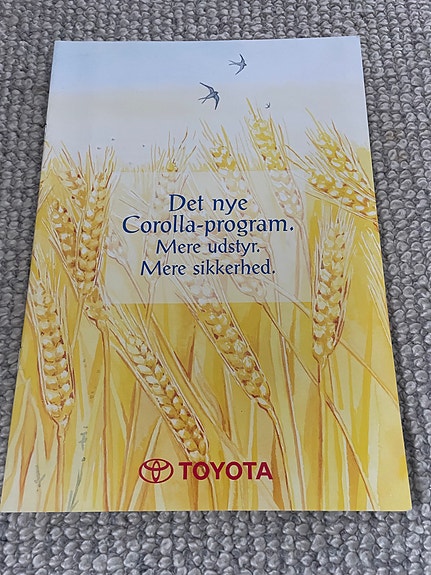 Det nye
Corolla-program.
Mere udstyr.
Mere sikkerhed.
TOYOTA